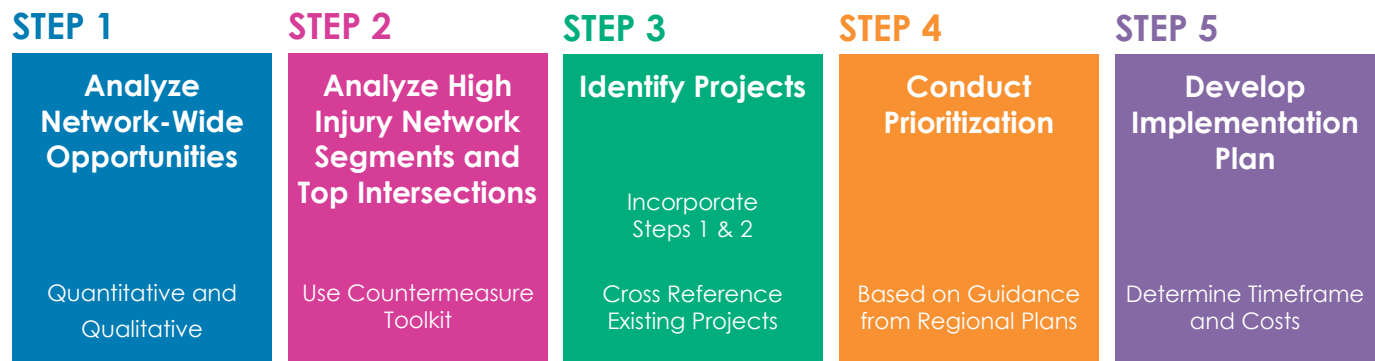 STEP 1
Analyze
Network-Wide
Opportunities
Quantitative and
Qualitative
STEP 2
Analyze High
Injury Network
Segments and
Top Intersections
Use Countermeasure
Toolkit
STEP 3
Identify Projects
Incorporate
Steps 1 & 2
Cross Reference
Existing Projects
STEP 4
Conduct
Prioritization
Based on Guidance
from Regional Plans
STEP 5
Develop
Implementation
Plan
Determine Timeframe
and Costs